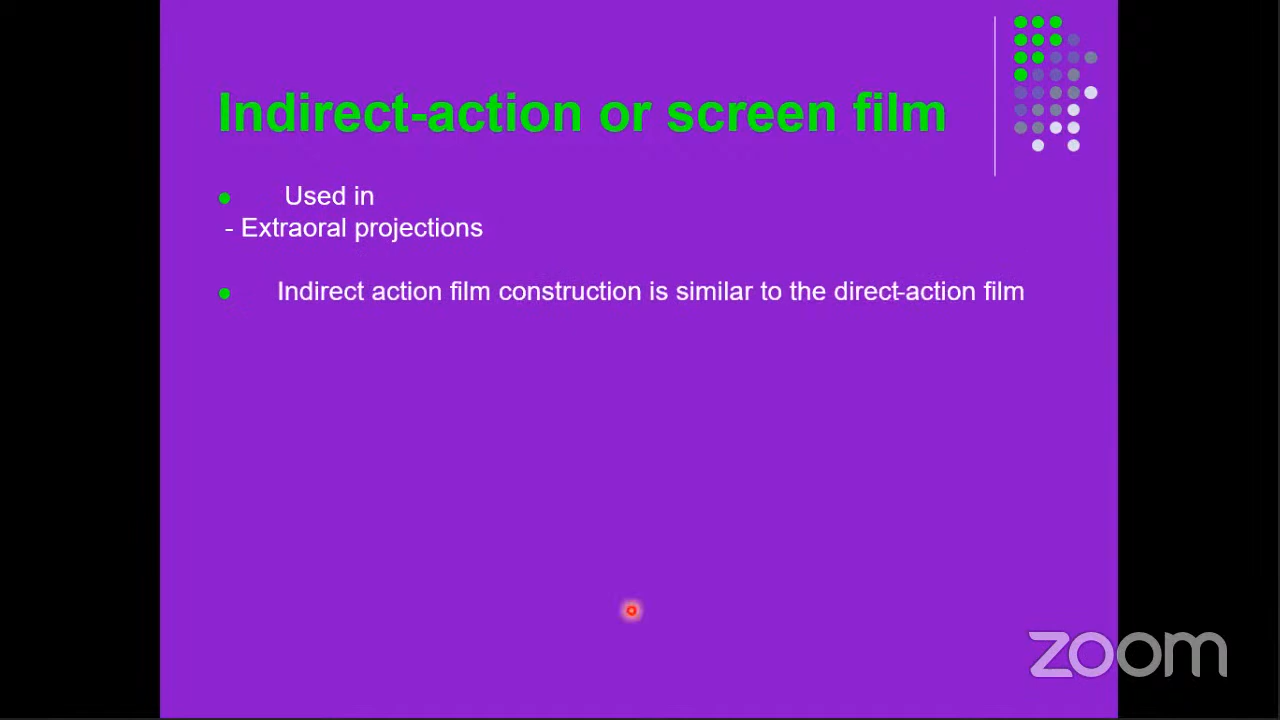 Indirect-action or screen film
Used in
- Extraoral projections
Indirect action film construction is similar to the direct-action film
zoom